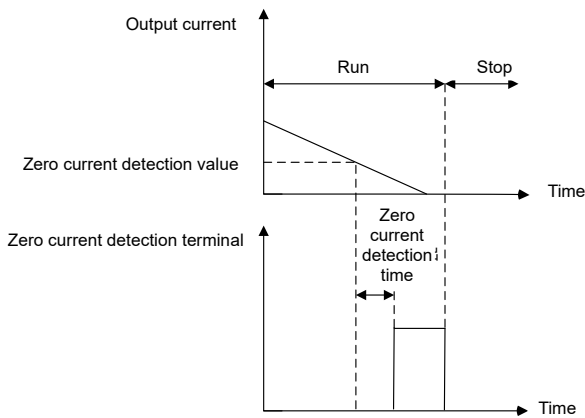 Output current
Run
Stop
Zero current detection value
Time
Zero
current
detection
time
Zero current detection terminal
Time